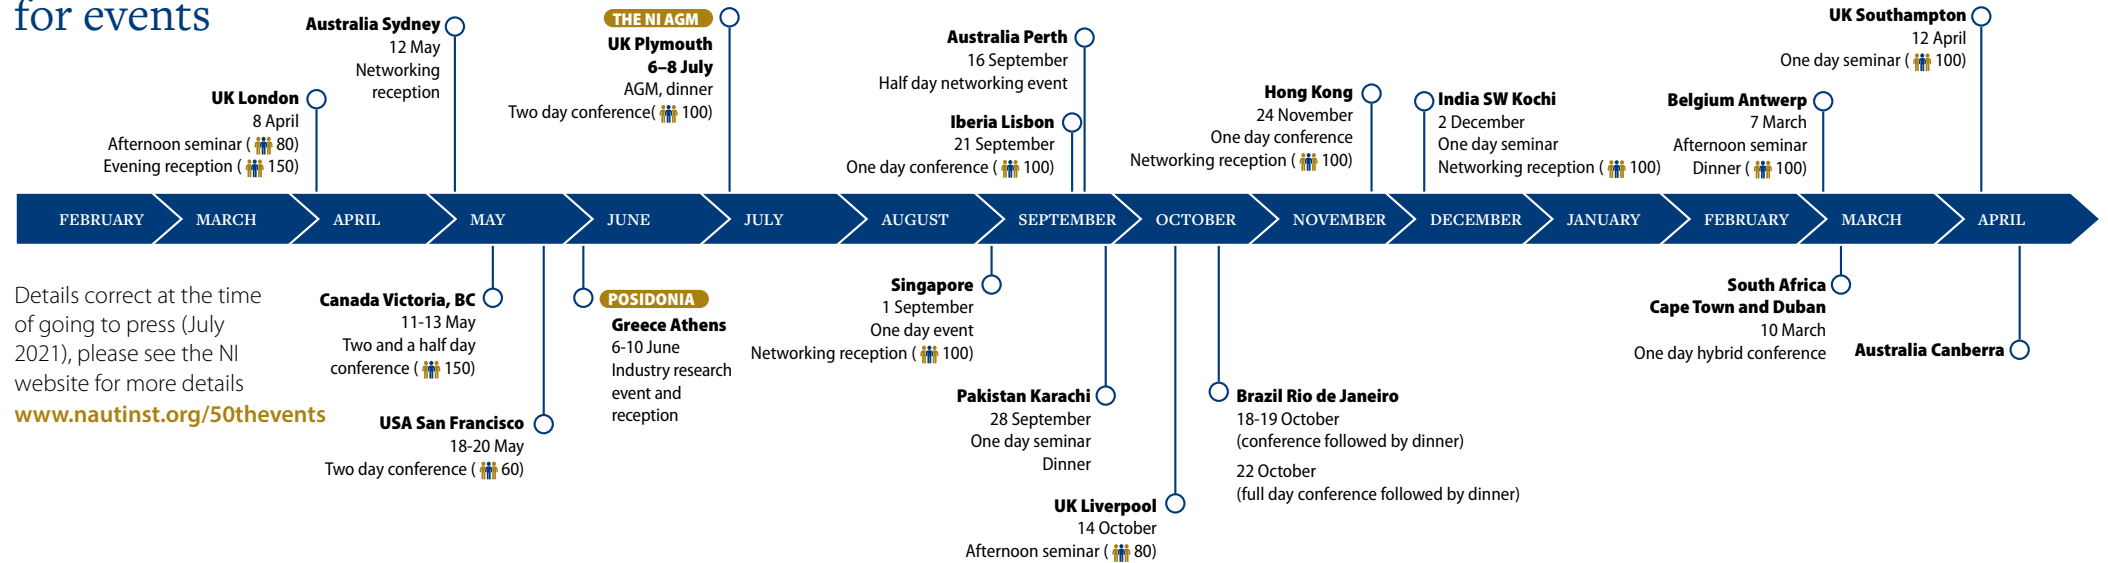 for events
UK London
8 April
Afternoon seminar ( 80)
Evening reception ( 150)
Australia Sydney
12 May
Networking
reception
THE NI AGM
UK Plymouth
6–8 July
AGM, dinner
Two day conference( 100)
Australia Perth
16 September
Half day networking event
Iberia Lisbon
21 September
One day conference ( 100)
Hong Kong
24 November
One day conference
Networking reception ( 100)
India SW Kochi
2 December
One day seminar
Networking reception ( 100)
Belgium Antwerp
7 March
Afternoon seminar
Dinner ( 100)
UK Southampton
12 April
One day seminar ( 100)
FEBRUARY MARCH APRIL MAY JUNE JULY AUGUST SEPTEMBER OCTOBER NOVEMBER DECEMBER JANUARY FEBRUARY MARCH APRIL
Details correct at the time
of going to press (July
2021), please see the NI
website for more details
www.nautinst.org/50thevents
Canada Victoria, BC
11-13 May
Two and a half day
conference ( 150)
USA San Francisco
18-20 May
Two day conference ( 60)
POSIDONIA
Greece Athens
6-10 June
Industry research
event and
reception
Singapore
1 September
One day event
Networking reception ( 100)
Pakistan Karachi
28 September
One day seminar
Dinner
UK Liverpool
14 October
Afternoon seminar ( 80)
Brazil Rio de Janeiro
18-19 October
(conference followed by dinner)
22 October
(full day conference followed by dinner)
South Africa
Cape Town and Duban
10 March
One day hybrid conference
Australia Canberra